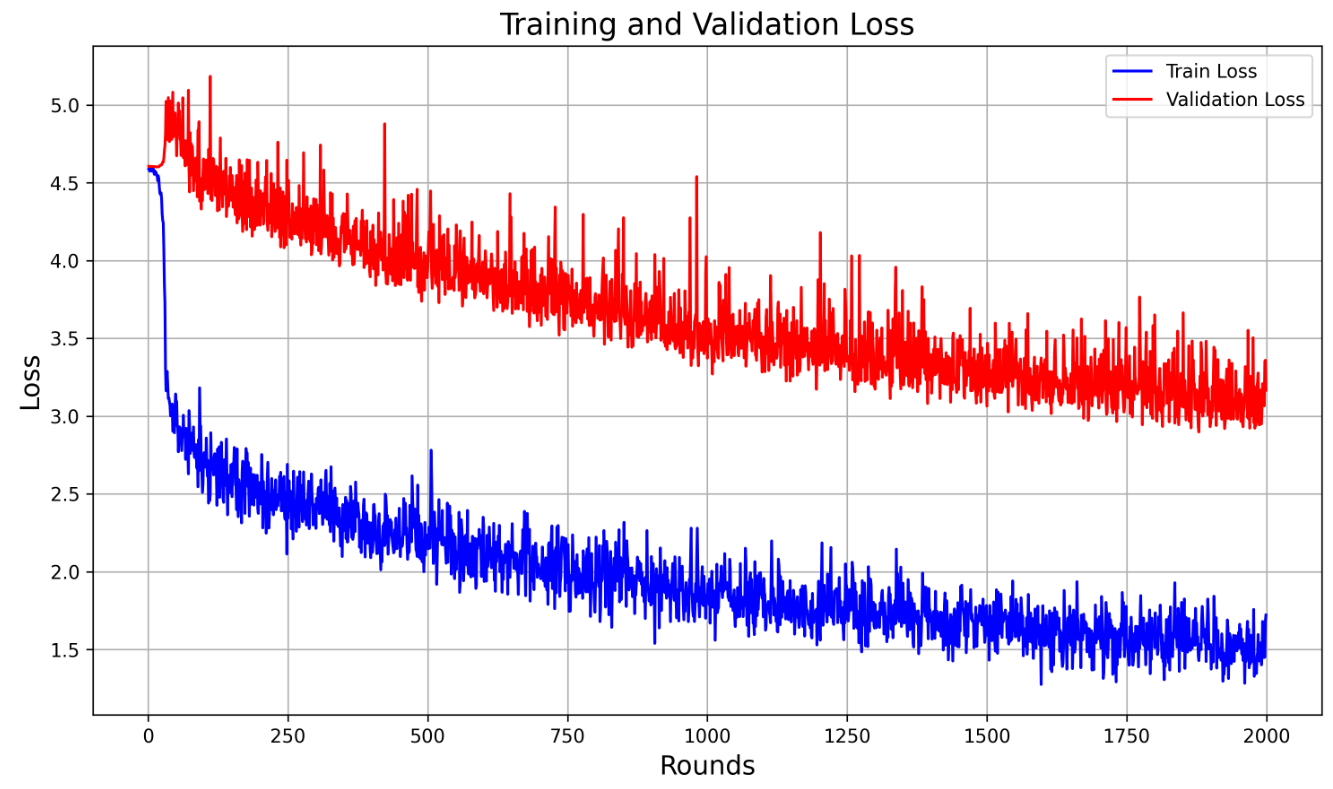 Training and Validation Loss
Train Loss
Validation Loss
5.0
4.5
4.0
3.5
3.0
2.5
2.0
1.5
Loss
0 250 500 750 1000 1250 1500 1750 2000
Rounds